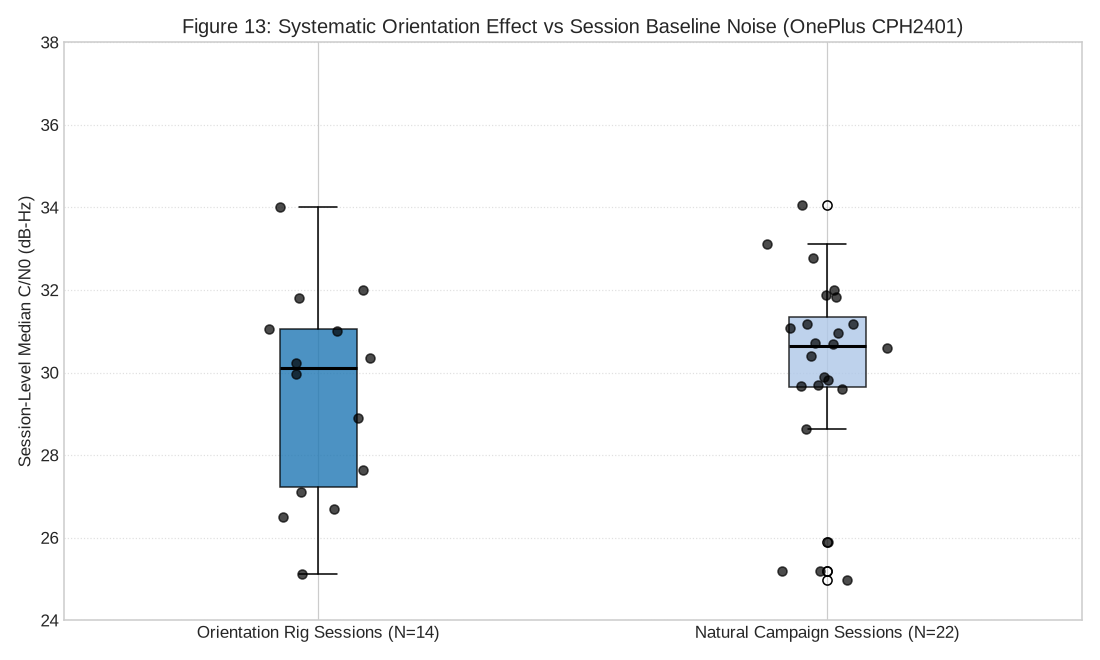 Figure 13: Systematic Orientation Effect vs Session Baseline Noise (OnePlus CPH2401)
Session-Level Median C/N0 (dB-Hz)
38
36
34
32
30
28
26
24
Orientation Rig Sessions (N=14)
Natural Campaign Sessions (N=22)